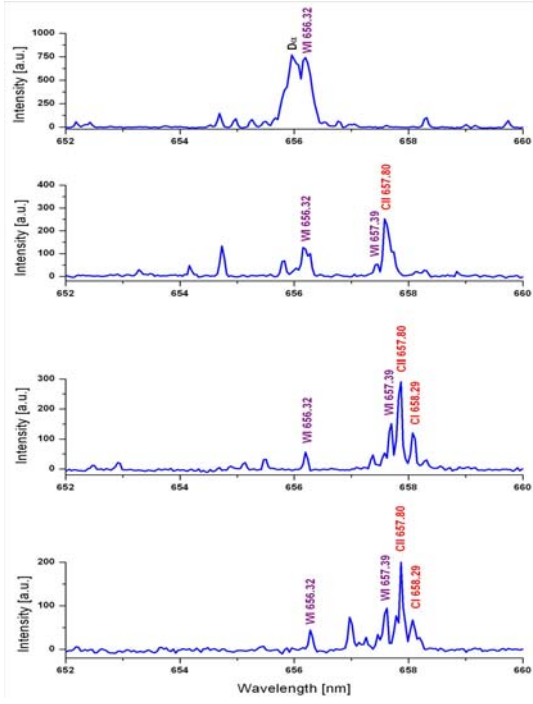 Intensity [a.u.]
1000
750
500
250
0
Dα
WI 656.32
652
654
656
658
660
Intensity [a.u.]
400
300
200
100
0
WI 656.32
WI 657.39
CII 657.80
652
654
656
658
660
Intensity [a.u.]
300
200
100
0
WI 656.32
WI 657.39
CII 657.80
CI 658.29
652
654
656
658
660
Intensity [a.u.]
200
100
0
WI 656.32
WI 657.39
CII 657.80
CI 658.29
652
654
656
658
660
Wavelength [nm]